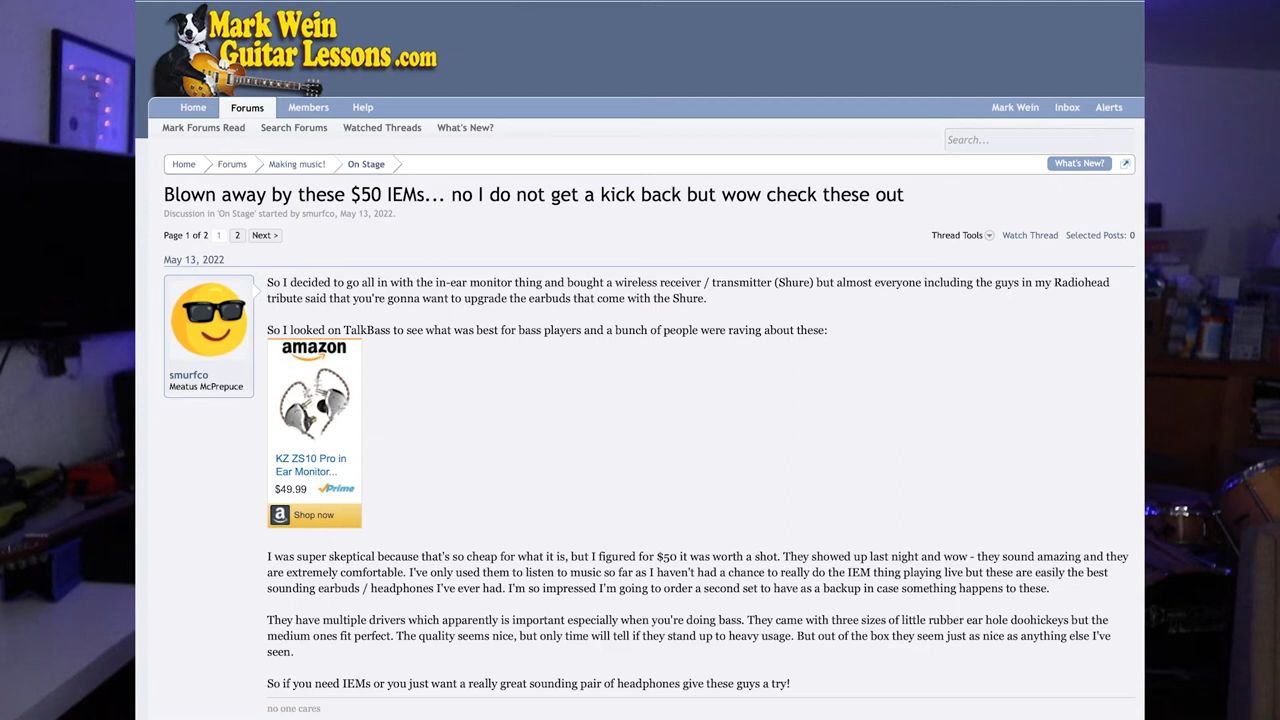 Mark Wein
Guitar Lessons.com
Home Forums Members Help Mark Wein Inbox Alerts
Mark Forums Read Search Forums Watched Threads What's New?
Search...
Home Forums Making music! On Stage What's New?
Blown away by these $50 IEMs... no I do not get a kick back but wow check these out
Discussion in 'On Stage' started by smurfco, May 13, 2022.
Page 1 of 2 1 2 Next > Thread Tools Watch Thread Selected Posts: 0
May 13, 2022
So I decided to go all in with the in-ear monitor thing and bought a wireless receiver / transmitter (Shure) but almost everyone including the guys in my Radiohead
tribute said that you're gonna want to upgrade the earbuds that come with the Shure.
So I looked on TalkBass to see what was best for bass players and a bunch of people were raving about these:
smurfco
Meatus McPrepuce
amazon
KZ ZS10 Pro in
Ear Monitor...
$49.99 Prime
a Shop now
I was super skeptical because that's so cheap for what it is, but I figured for $50 it was worth a shot. They showed up last night and wow - they sound amazing and they
are extremely comfortable. I've only used them to listen to music so far as I haven't had a chance to really do the IEM thing playing live but these are easily the best
sounding earbuds / headphones I've ever had. I'm so impressed I'm going to order a second set to have as a backup in case something happens to these.
They have multiple drivers which apparently is important especially when you're doing bass. They came with three sizes of little rubber ear hole doohickeys but the
medium ones fit perfect. The quality seems nice, but only time will tell if they stand up to heavy usage. But out of the box they seem just as nice as anything else I've
seen.
So if you need IEMs or you just want a really great sounding pair of headphones give these guys a try!
no one cares